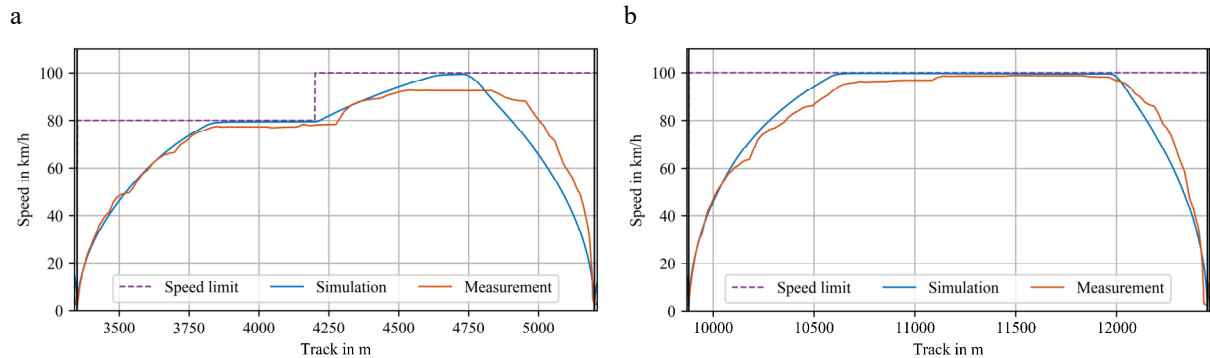 a
b
Speed in km/h
100
80
60
40
20
0
Speed limit Simulation Measurement
3500 3750 4000 4250 4500 4750 5000
Track in m
Speed in km/h
100
80
60
40
20
0
Speed limit Simulation Measurement
10000 10500 11000 11500 12000
Track in m